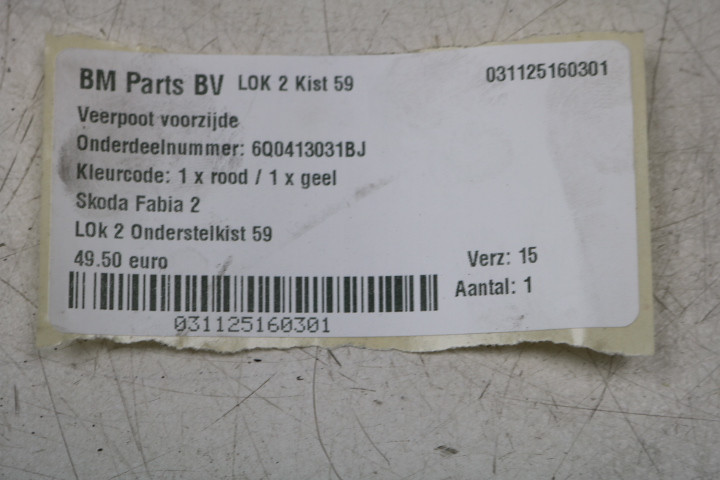 BM Parts BV LOK 2 Kist 59 031125160301
Veerpoot voorzijde
Onderdeelnummer: 6Q0413031BJ
Kleurcode: 1 x rood / 1 x geel
Skoda Fabia 2
LOk 2 Onderstelkist 59
49.50 euro Verz: 15
Aantal: 1
031125160301